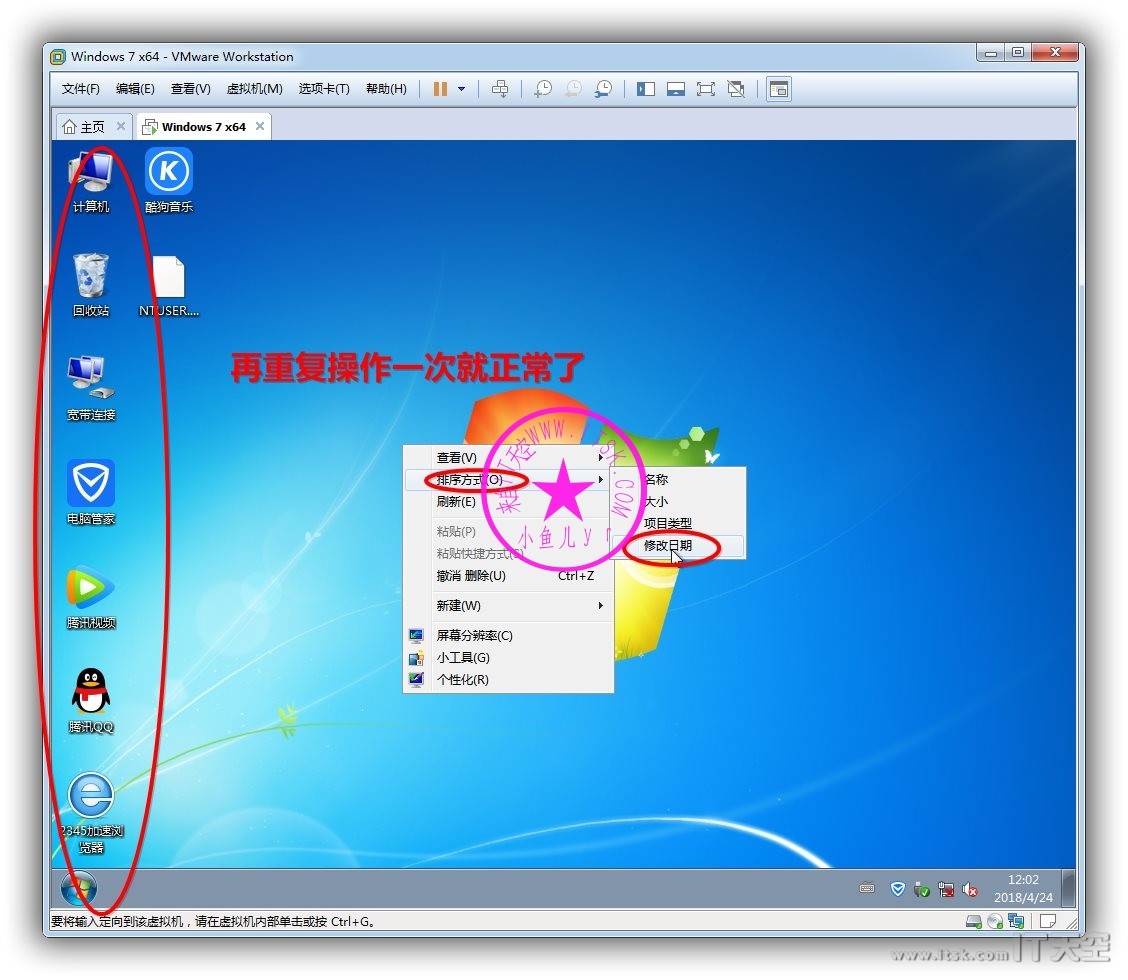 Windows 7 x64 - VMware Workstation
文件(F) 编辑(E) 查看(V) 虚拟机(M) 选项卡(T) 帮助(H)
主页 Windows 7 x64
计算机
K
酷狗音乐
回收站
NTUSER....
宽带连接
电脑管家
腾讯视频
腾讯QQ
2345加速浏
览器
再重复操作一次就正常了
查看(V)
排序方式(O)
刷新(E)
粘贴(P)
粘贴快捷方式(S)
撤消 删除(U) Ctrl+Z
新建(W)
屏幕分辨率(C)
小工具(G)
个性化(R)
名称
大小
项目类型
修改日期
来自IT天空WWW.ITSK.COM
小鱼儿yr
12:02
2018/4/24
要将输入定向到该虚拟机，请在虚拟机内部单击或按 Ctrl+G。
www.itsk.com IT天空